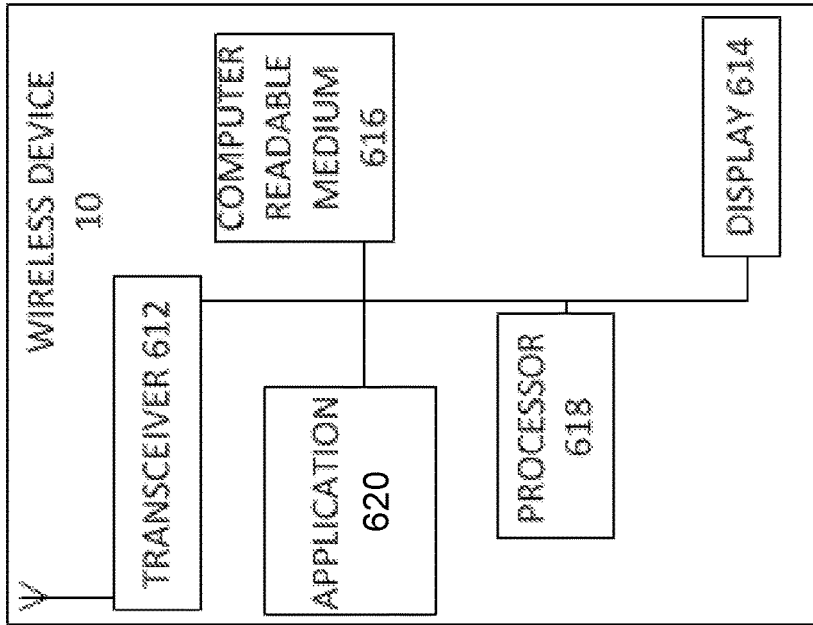 WIRELESS DEVICE
10
TRANSCEIVER 612
COMPUTER
READABLE
MEDIUM
616
APPLICATION
620
PROCESSOR
618
DISPLAY 614